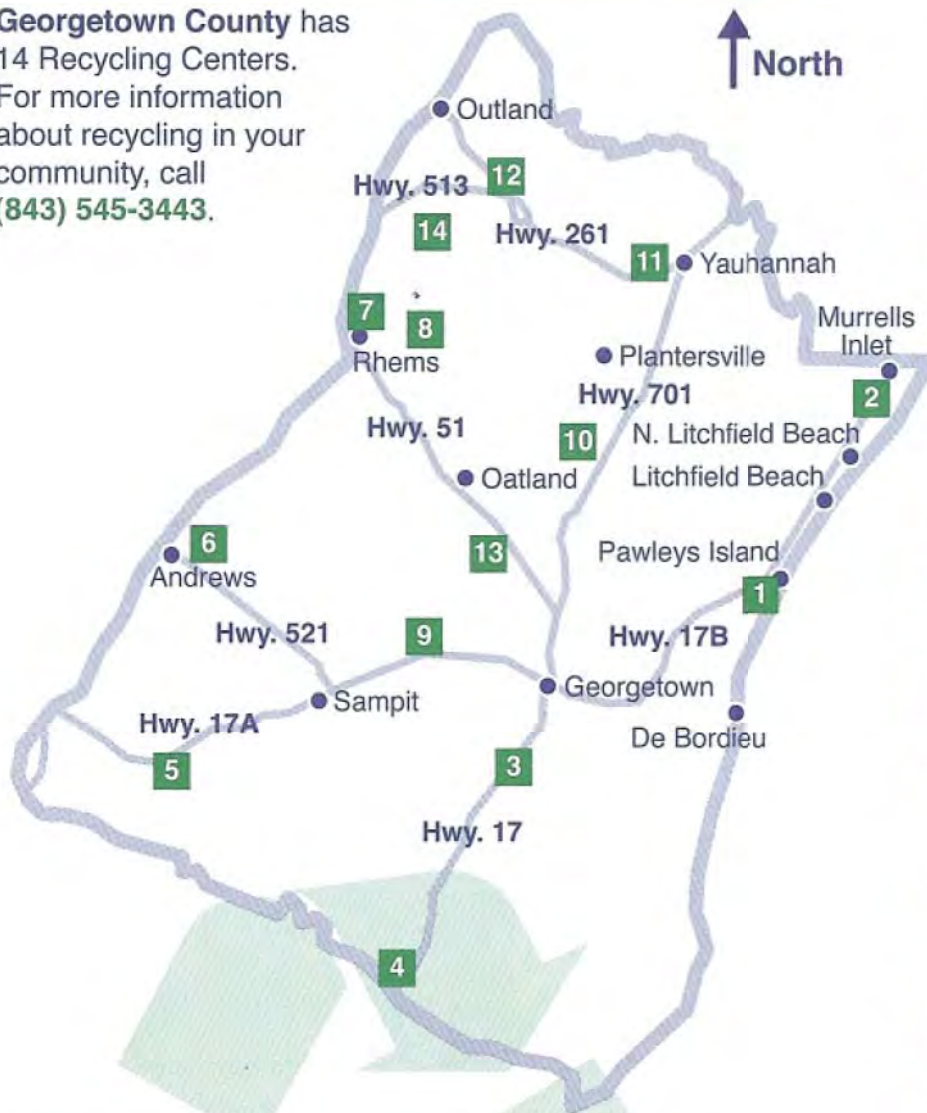 Georgetown County has
14 Recycling Centers.
For more information
about recycling in your
community, call
(843) 545-3443.
North
Outland
12
Hwy. 513
14
Hwy. 261
11
Yauhannah
7
8
Rhems
Murrells
Inlet
Plantersville
2
Hwy. 701
Hwy. 51
10
N. Litchfield Beach
Oatland
Litchfield Beach
6
13
Pawleys Island
Andrews
1
Hwy. 521
9
Hwy. 17B
Georgetown
Sampit
Hwy. 17A
De Bordieu
5
3
Hwy. 17
4